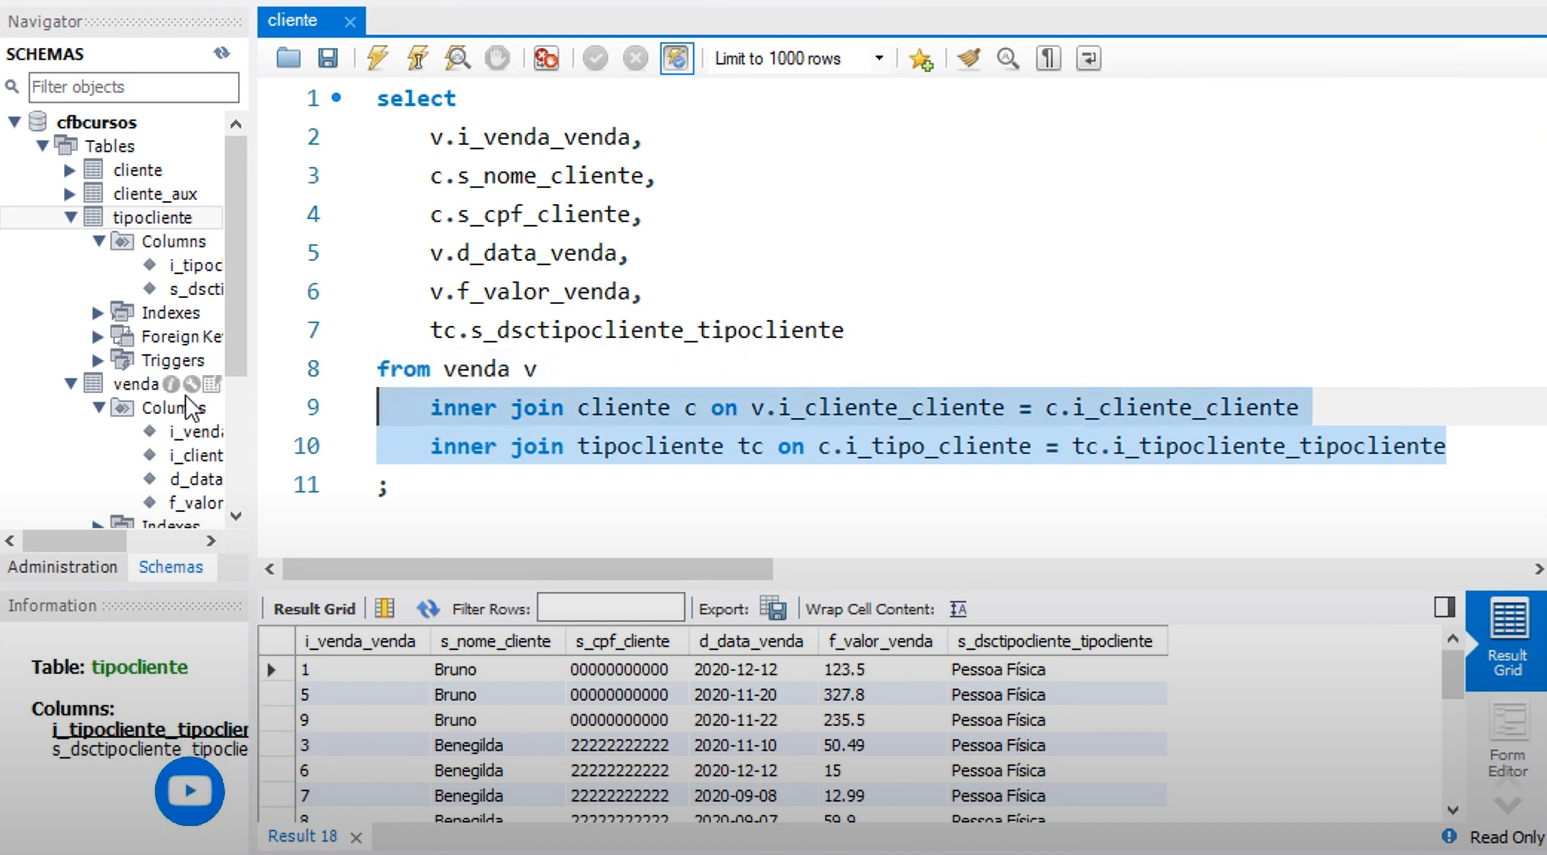 Navigator
cliente
SCHEMAS
Filter objects
Limit to 1000 rows
cfbcursos
Tables
cliente
cliente_aux
tipocliente
Columns
i_tipoc
s_dscti
Indexes
Foreign Ke
Triggers
venda
Columns
i_venda
i_client
d_data
f_valor
Indexes
Administration
Schemas
1 select
2 v.i_venda_venda,
3 c.s_nome_cliente,
4 c.s_cpf_cliente,
5 v.d_data_venda,
6 v.f_valor_venda,
7 tc.s_dsctipocliente_tipocliente
8 from venda v
9 inner join cliente c on v.i_cliente_cliente = c.i_cliente_cliente
10 inner join tipocliente tc on c.i_tipo_cliente = tc.i_tipocliente_tipocliente
11 ;
Information
Table: tipocliente
Columns:
i_tipocliente_tipoclien
s_dsctipocliente_tipoclie
Result Grid Filter Rows: Export: Wrap Cell Content:
i_venda_venda s_nome_cliente s_cpf_cliente d_data_venda f_valor_venda s_dsctipocliente_tipocliente
1 Bruno 00000000000 2020-12-12 123.5 Pessoa Física
5 Bruno 00000000000 2020-11-20 327.8 Pessoa Física
9 Bruno 00000000000 2020-11-22 235.5 Pessoa Física
3 Benegilda 22222222222 2020-11-10 50.49 Pessoa Física
6 Benegilda 22222222222 2020-12-12 15 Pessoa Física
7 Benegilda 22222222222 2020-09-08 12.99 Pessoa Física
8 Benegilda 22222222222 2020-09-07 59.9 Pessoa Física
Result
Grid
Form
Editor
Result 18
Read Only